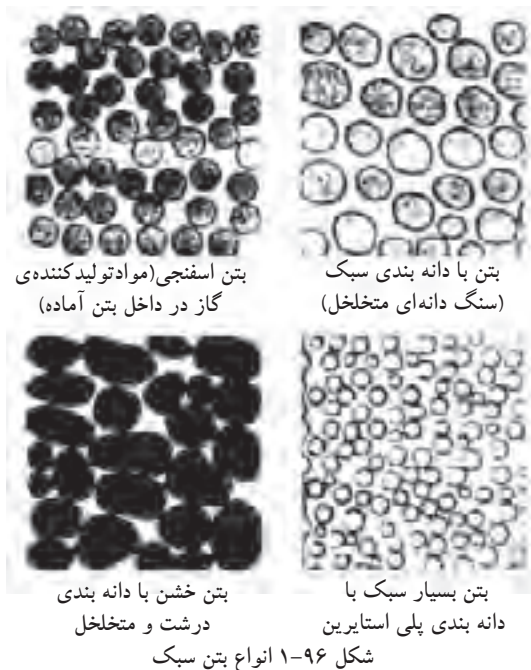 بتن با دانه بندی سبک
(سنگ دانه‌ای متخلخل)
بتن اسفنجی(موادتولیدکننده‌ی
گاز در داخل بتن آماده)
بتن بسیار سبک با
دانه بندی پلی استایرین
بتن خشن با دانه بندی
درشت و متخلخل
شکل ۹۶-۱ انواع بتن سبک